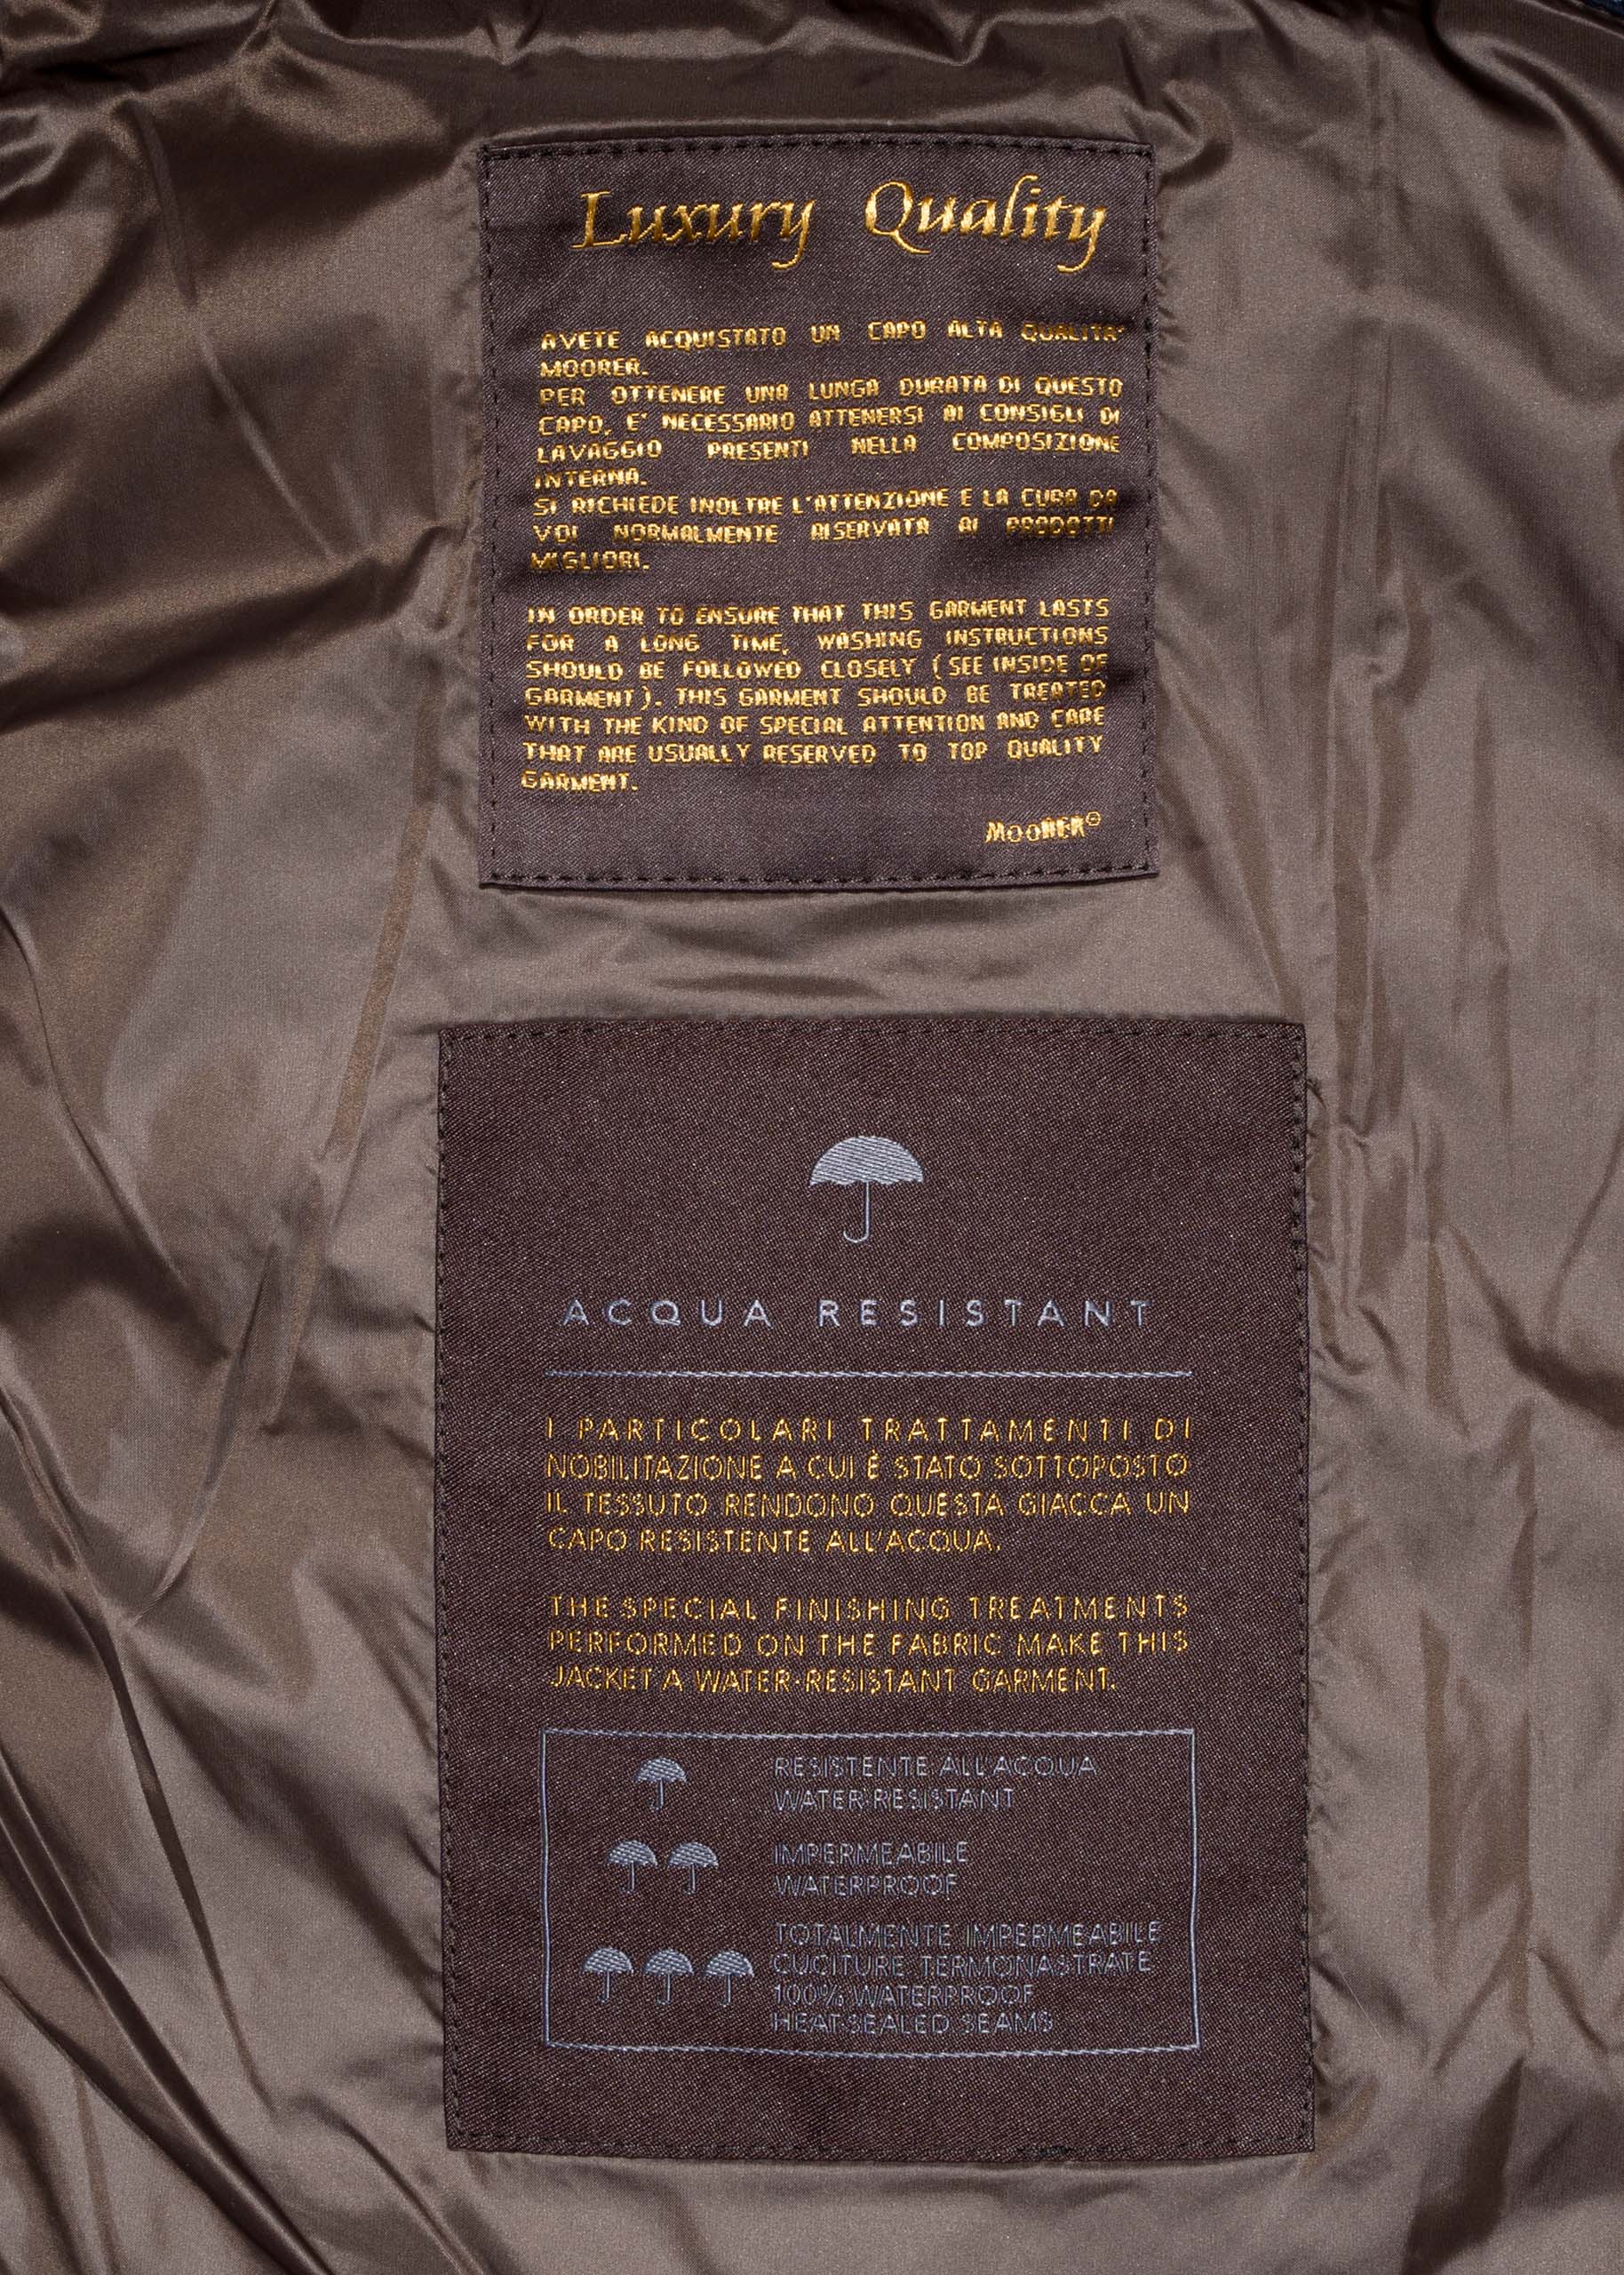 Luxury Quality
AVETE ACQUISTATO UN CAPO ALTA QUALITA'
MOORER.
PER OTTENERE UNA LUNGA DURATA DI QUESTO
CAPO, E' NECESSARIO ATTENERSI AI CONSIGLI DI
LAVAGGIO PRESENTI NELLA COMPOSIZIONE
INTERNA.
SI RICHIEDE INOLTRE L'ATTENZIONE E LA CURA DA
VOI NORMALMENTE RISERVATA AI PRODOTTI
MIGLIORI.
IN ORDER TO ENSURE THAT THIS GARMENT LASTS
FOR A LONG TIME, WASHING INSTRUCTIONS
SHOULD BE FOLLOWED CLOSELY (SEE INSIDE OF
GARMENT). THIS GARMENT SHOULD BE TREATED
WITH THE KIND OF SPECIAL ATTENTION AND CARE
THAT ARE USUALLY RESERVED TO TOP QUALITY
GARMENT.
MOORER®
ACQUA RESISTANT
I PARTICOLARI TRATTAMENTI DI
NOBILITAZIONE A CUI È STATO SOTTOPOSTO
IL TESSUTO RENDONO QUESTA GIACCA UN
CAPO RESISTENTE ALL'ACQUA.
THE SPECIAL FINISHING TREATMENTS
PERFORMED ON THE FABRIC MAKE THIS
JACKET A WATER-RESISTANT GARMENT.
RESISTENTE ALL'ACQUA
WATER-RESISTANT
IMPERMEABILE
WATERPROOF
TOTALMENTE IMPERMEABILE
CUCITURE TERMONASTRATE
100% WATERPROOF
HEAT-SEALED SEAMS